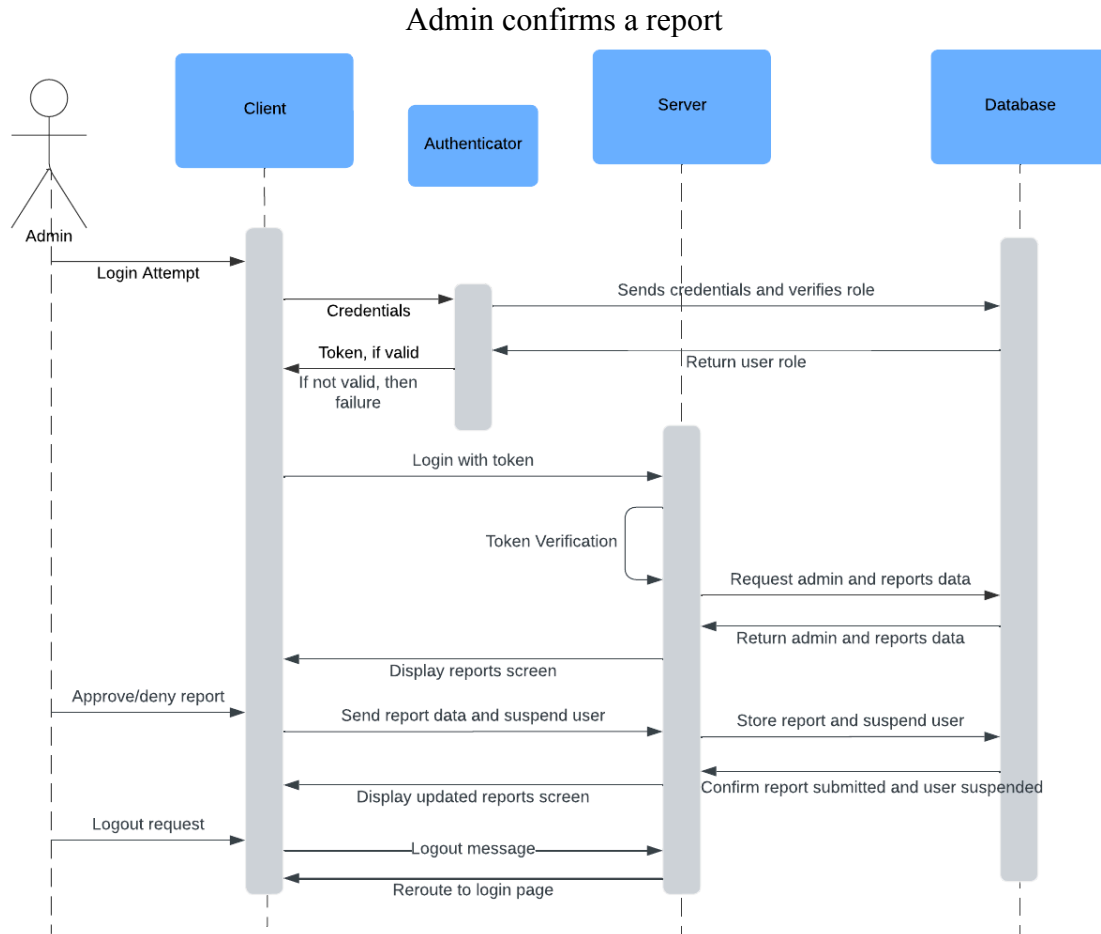 Admin confirms a report
Client
Authenticator
Server
Database
Admin
Login Attempt
Credentials
Sends credentials and verifies role
Token, if valid
Return user role
If not valid, then
failure
Login with token
Token Verification
Request admin and reports data
Return admin and reports data
Display reports screen
Approve/deny report
Send report data and suspend user
Store report and suspend user
Confirm report submitted and user suspended
Display updated reports screen
Logout request
Logout message
Reroute to login page